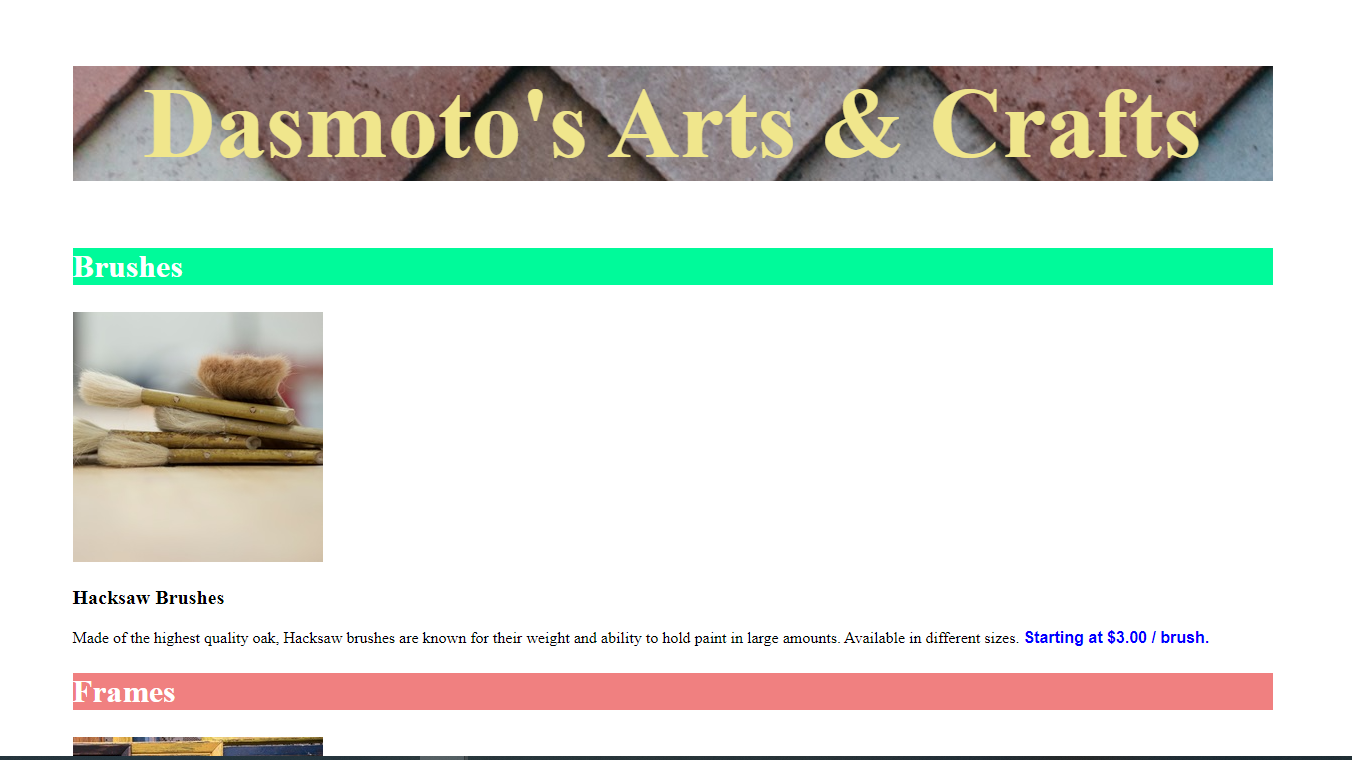 Dasmoto's Arts & Crafts
Brushes
Hacksaw Brushes
Made of the highest quality oak, Hacksaw brushes are known for their weight and ability to hold paint in large amounts. Available in different sizes. Starting at $3.00 / brush.
Frames